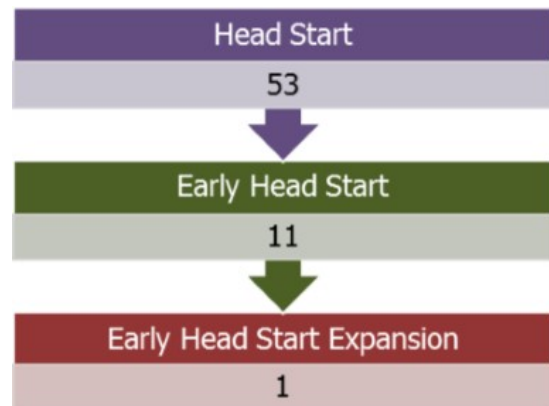 Head Start
53
Early Head Start
11
Early Head Start Expansion
1